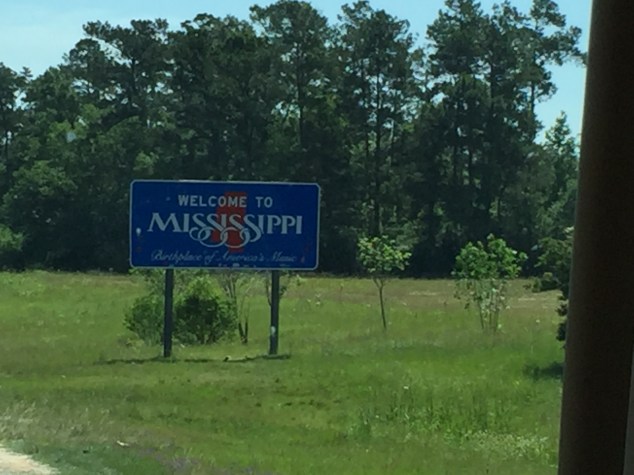 WELCOME TO
MISSISSIPPI
Birthplace of America's Music